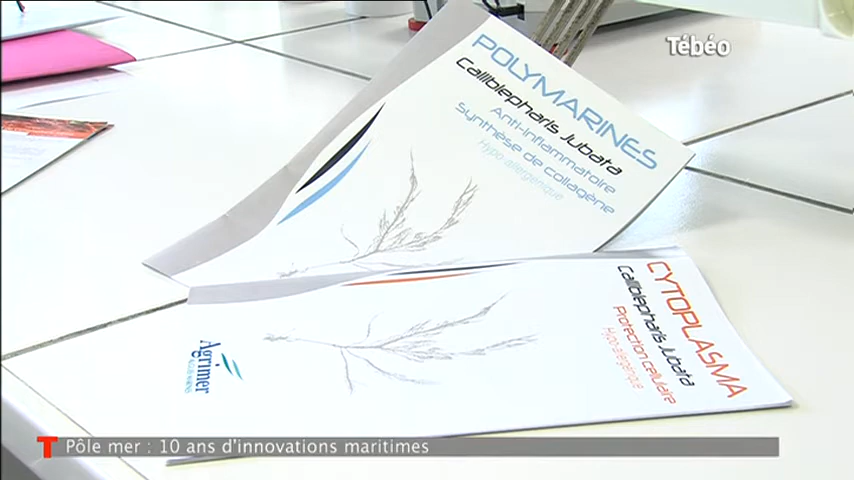 Tébéo
POLYMARINES
Calliblepharis Jubata
Anti-inflammatoire
Synthèse de collagène
Hypo-allergénique
CYTOPLASMA
Calliblepharis Jubata
Protection cellulaire
Hypo-allergénique
Agrimer
T Pôle mer : 10 ans d'innovations maritimes